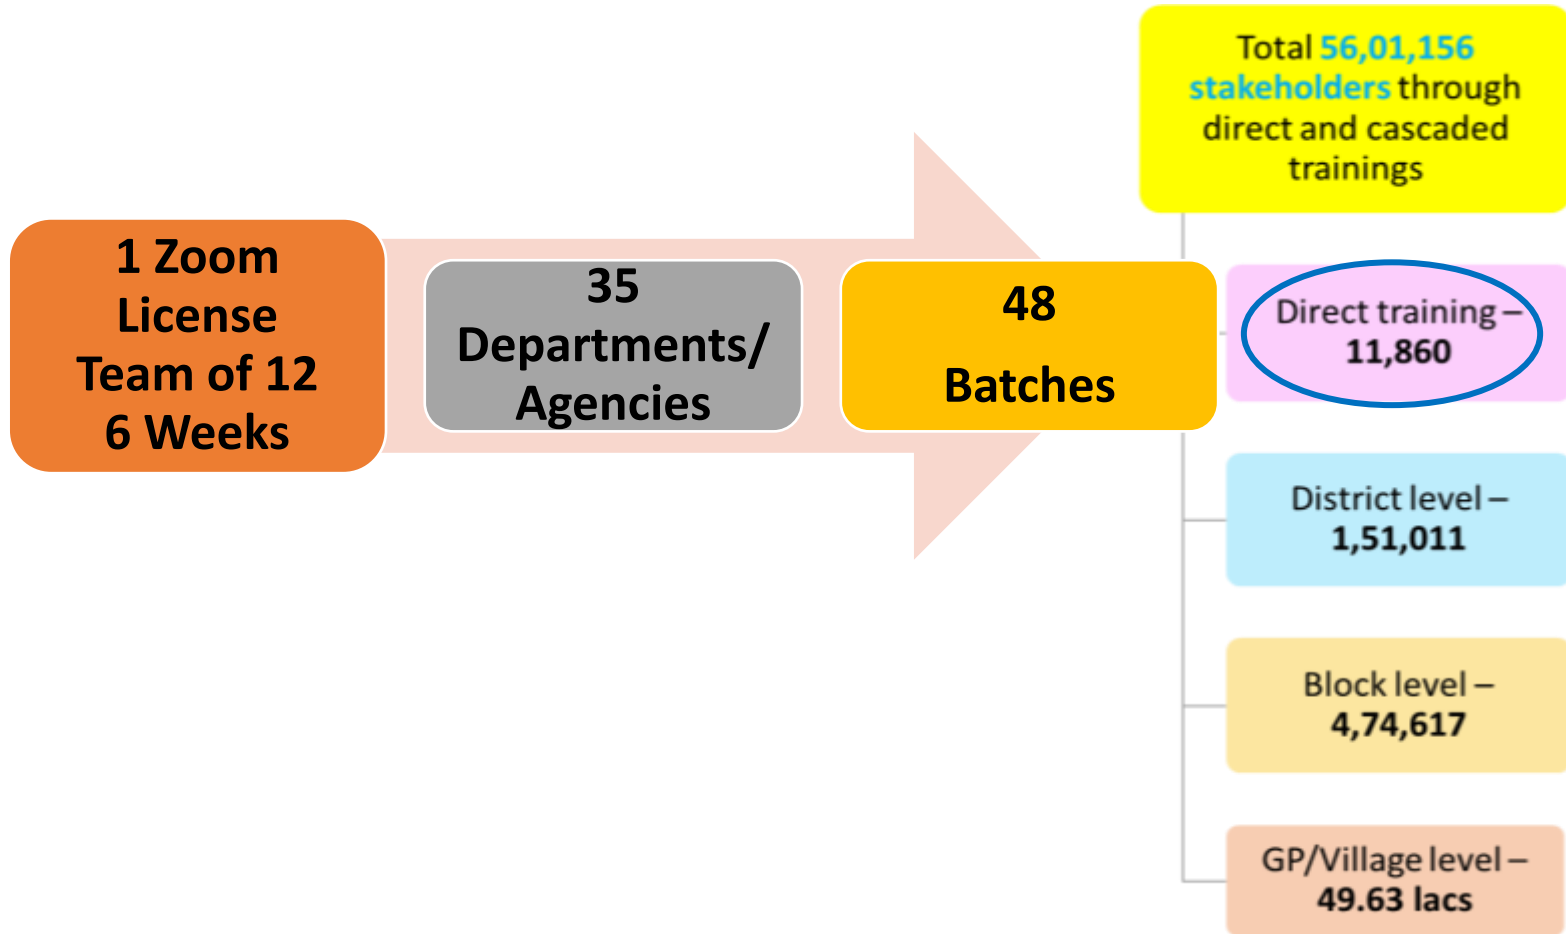 1 Zoom
License
Team of 12
6 Weeks
35
Departments/
Agencies
48
Batches
Total 56,01,156
stakeholders through
direct and cascaded
trainings
Direct training –
11,860
District level –
1,51,011
Block level –
4,74,617
GP/Village level –
49.63 lacs